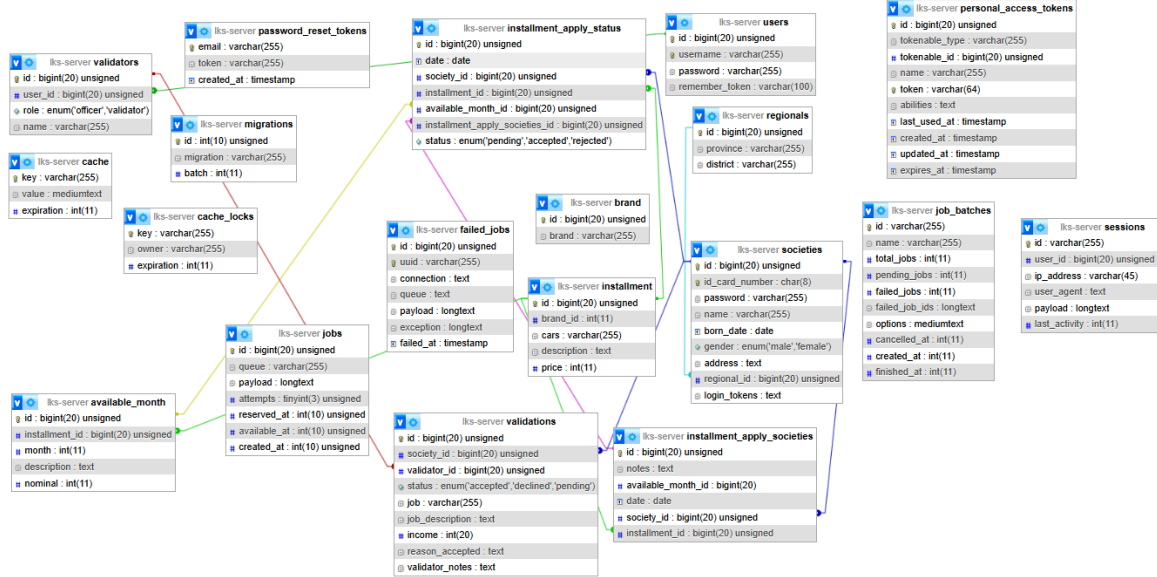 lks-server validators
id : bigint(20) unsigned
user_id : bigint(20) unsigned
role : enum('officer','validator')
name : varchar(255)
lks-server password_reset_tokens
email : varchar(255)
token : varchar(255)
created_at : timestamp
lks-server installment_apply_status
id : bigint(20) unsigned
date : date
society_id : bigint(20) unsigned
installment_id : bigint(20) unsigned
available_month_id : bigint(20) unsigned
installment_apply_societies_id : bigint(20) unsigned
status : enum('pending','accepted','rejected')
lks-server users
id : bigint(20) unsigned
username : varchar(255)
password : varchar(255)
remember_token : varchar(100)
lks-server personal_access_tokens
id : bigint(20) unsigned
tokenable_type : varchar(255)
tokenable_id : bigint(20) unsigned
name : varchar(255)
token : varchar(64)
abilities : text
last_used_at : timestamp
created_at : timestamp
updated_at : timestamp
expires_at : timestamp
lks-server migrations
id : int(10) unsigned
migration : varchar(255)
batch : int(11)
lks-server regionals
id : bigint(20) unsigned
province : varchar(255)
district : varchar(255)
lks-server cache
key : varchar(255)
value : mediumtext
expiration : int(11)
lks-server cache_locks
key : varchar(255)
owner : varchar(255)
expiration : int(11)
lks-server failed_jobs
id : bigint(20) unsigned
uuid : varchar(255)
connection : text
queue : text
payload : longtext
exception : longtext
failed_at : timestamp
lks-server brand
id : bigint(20) unsigned
brand : varchar(255)
lks-server societies
id : bigint(20) unsigned
id_card_number : char(8)
password : varchar(255)
name : varchar(255)
born_date : date
gender : enum('male','female')
address : text
regional_id : bigint(20) unsigned
login_tokens : text
lks-server job_batches
id : varchar(255)
name : varchar(255)
total_jobs : int(11)
pending_jobs : int(11)
failed_jobs : int(11)
failed_job_ids : longtext
options : mediumtext
cancelled_at : int(11)
created_at : int(11)
finished_at : int(11)
lks-server sessions
id : varchar(255)
user_id : bigint(20) unsigned
ip_address : varchar(45)
user_agent : text
payload : longtext
last_activity : int(11)
lks-server installment
id : bigint(20) unsigned
brand_id : int(11)
cars : varchar(255)
description : text
price : int(11)
lks-server jobs
id : bigint(20) unsigned
queue : varchar(255)
payload : longtext
attempts : tinyint(3) unsigned
reserved_at : int(10) unsigned
available_at : int(10) unsigned
created_at : int(10) unsigned
lks-server available_month
id : bigint(20) unsigned
installment_id : bigint(20) unsigned
month : int(11)
description : text
nominal : int(11)
lks-server validations
id : bigint(20) unsigned
society_id : bigint(20) unsigned
validator_id : bigint(20) unsigned
status : enum('accepted','declined','pending')
job : varchar(255)
job_description : text
income : int(20)
reason_accepted : text
validator_notes : text
lks-server installment_apply_societies
id : bigint(20) unsigned
notes : text
available_month_id : bigint(20)
date : date
society_id : bigint(20) unsigned
installment_id : bigint(20) unsigned